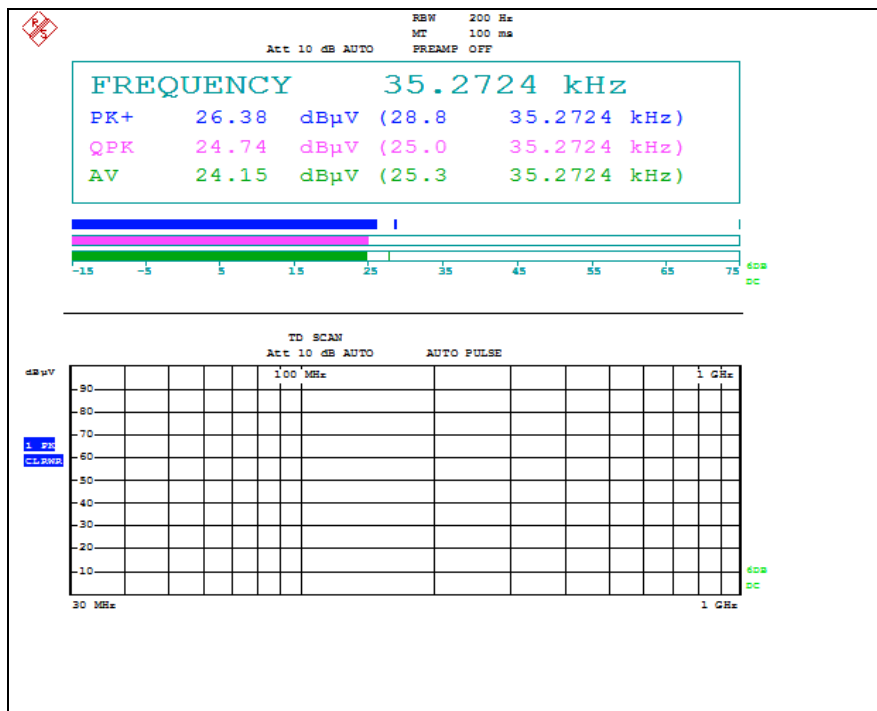 R S
RBW 200 Hz
MT 100 ms
Att 10 dB AUTO PREAMP OFF
FREQUENCY 35.2724 kHz
PK+ 26.38 dBµV (28.8 35.2724 kHz)
QPK 24.74 dBµV (25.0 35.2724 kHz)
AV 24.15 dBµV (25.3 35.2724 kHz)
-15 -5 5 15 25 35 45 55 65 75
6DB
DC
TD SCAN
Att 10 dB AUTO AUTO PULSE
dBµV
100 MHz 1 GHz
90
80
70
1 PK
CLRWR
60
50
40
30
20
10
6DB
DC
30 MHz 1 GHz